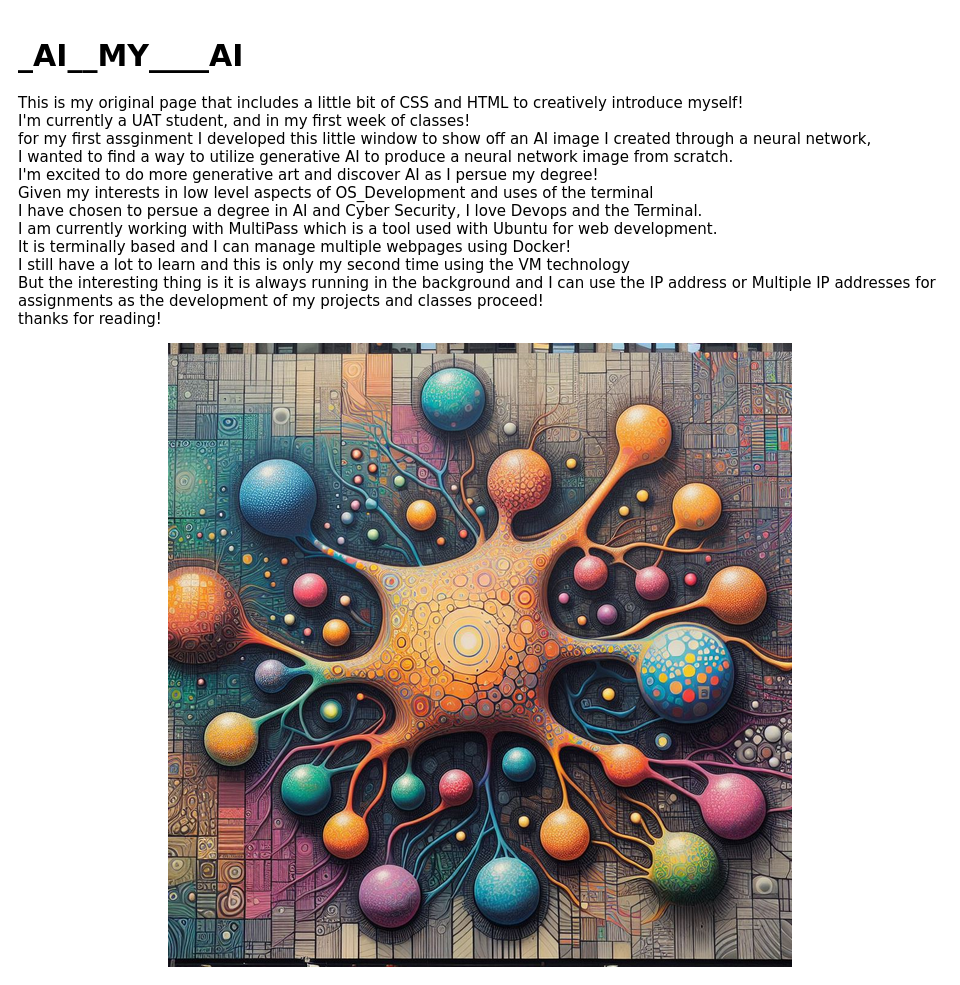 _AI__MY____AI
This is my original page that includes a little bit of CSS and HTML to creatively introduce myself!
I'm currently a UAT student, and in my first week of classes!
for my first assginment I developed this little window to show off an AI image I created through a neural network,
I wanted to find a way to utilize generative AI to produce a neural network image from scratch.
I'm excited to do more generative art and discover AI as I persue my degree!
Given my interests in low level aspects of OS_Development and uses of the terminal
I have chosen to persue a degree in AI and Cyber Security, I love Devops and the Terminal.
I am currently working with MultiPass which is a tool used with Ubuntu for web development.
It is terminally based and I can manage multiple webpages using Docker!
I still have a lot to learn and this is only my second time using the VM technology
But the interesting thing is it is always running in the background and I can use the IP address or Multiple IP addresses for
assignments as the development of my projects and classes proceed!
thanks for reading!